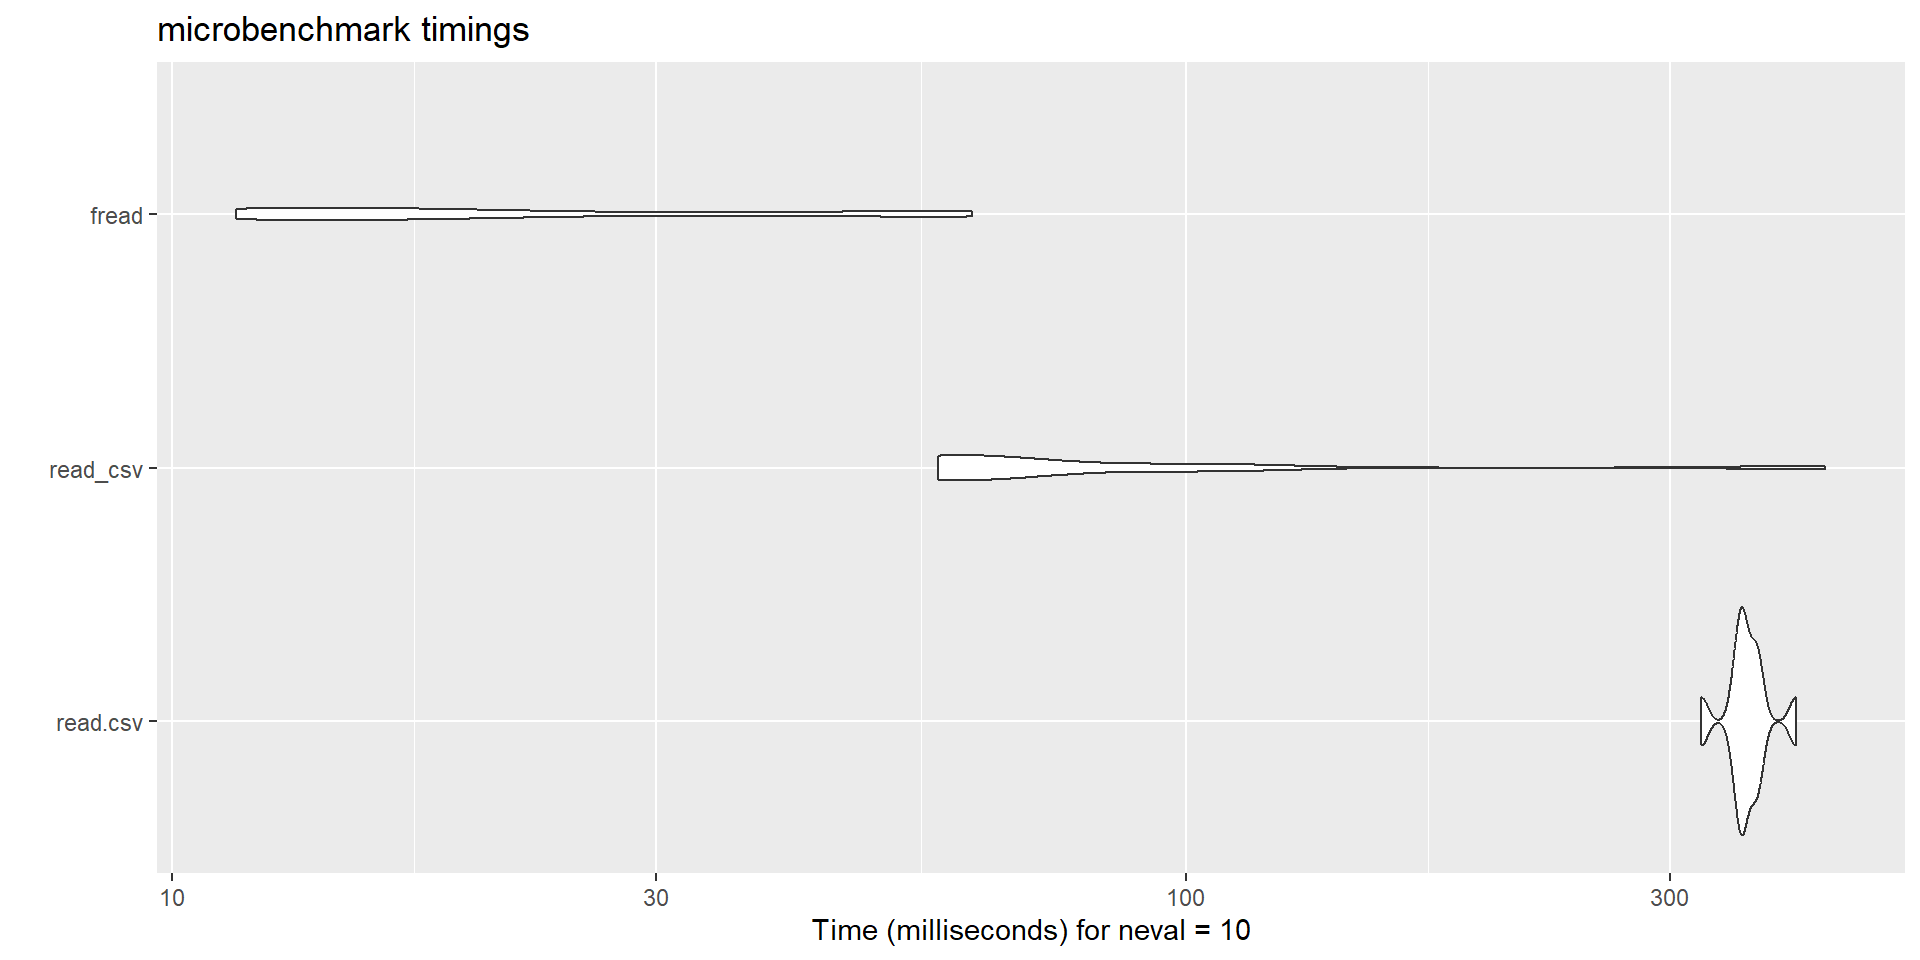 microbenchmark timings
fread
read_csv
read.csv
10 30 100 300
Time (milliseconds) for neval = 10